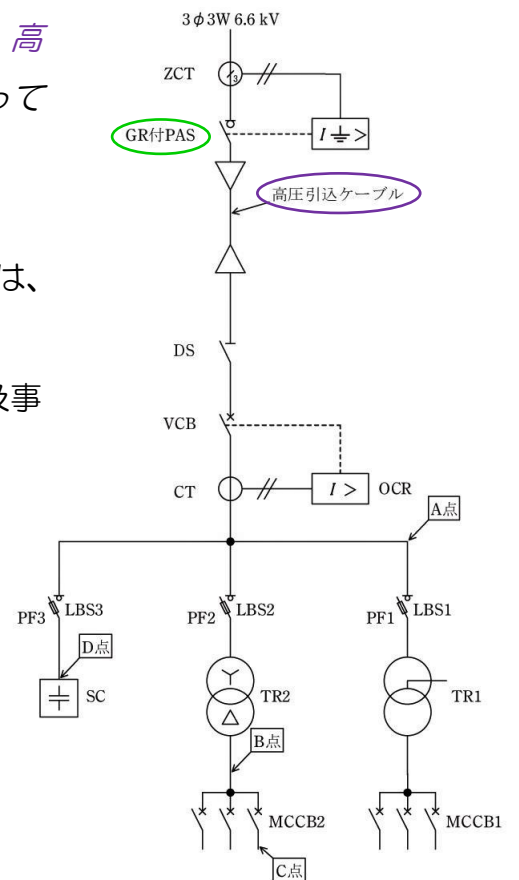 3φ3W 6.6 kV
高
ZCT
3
って
GR付PAS
I >
高圧引込ケーブル
は、
DS
及事
VCB
CT
I >
OCR
A点
PF3
LBS3
PF2
LBS2
PF1
LBS1
D点
SC
TR2
TR1
B点
MCCB2
MCCB1
C点